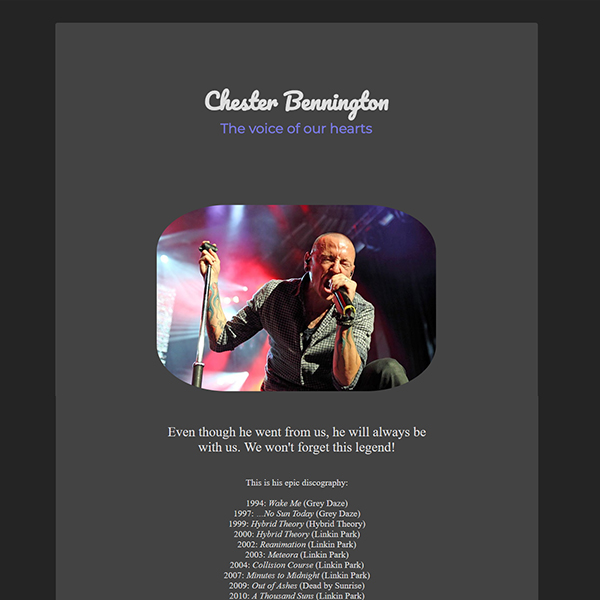 Chester Bennington
The voice of our hearts
Even though he went from us, he will always be
with us. We won't forget this legend!
This is his epic discography:
1994: Wake Me (Grey Daze)
1997: ...No Sun Today (Grey Daze)
1999: Hybrid Theory (Hybrid Theory)
2000: Hybrid Theory (Linkin Park)
2002: Reanimation (Linkin Park)
2003: Meteora (Linkin Park)
2004: Collision Course (Linkin Park)
2007: Minutes to Midnight (Linkin Park)
2009: Out of Ashes (Dead by Sunrise)
2010: A Thousand Suns (Linkin Park)